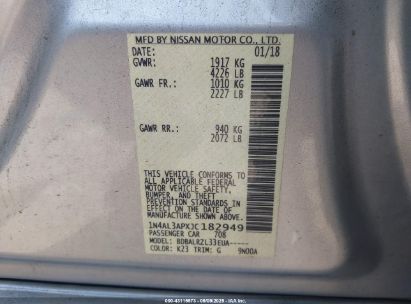 MFD BY NISSAN MOTOR CO., LTD.
DATE: 01/18
GVWR: 1917 KG
4226 LB
GAWR FR.: 1010 KG
2227 LB
GAWR RR.: 940 KG
2072 LB
THIS VEHICLE CONFORMS TO
ALL APPLICABLE FEDERAL
MOTOR VEHICLE SAFETY,
BUMPER, AND THEFT
PREVENTION STANDARDS IN
EFFECT ON THE DATE OF
MANUFACTURE SHOWN ABOVE.
1N4AL3APXJC182949
PASSENGER CAR 708
MODEL: BDBALRZL33EUA-----
COLOR: K23 TRIM: G 9N00A